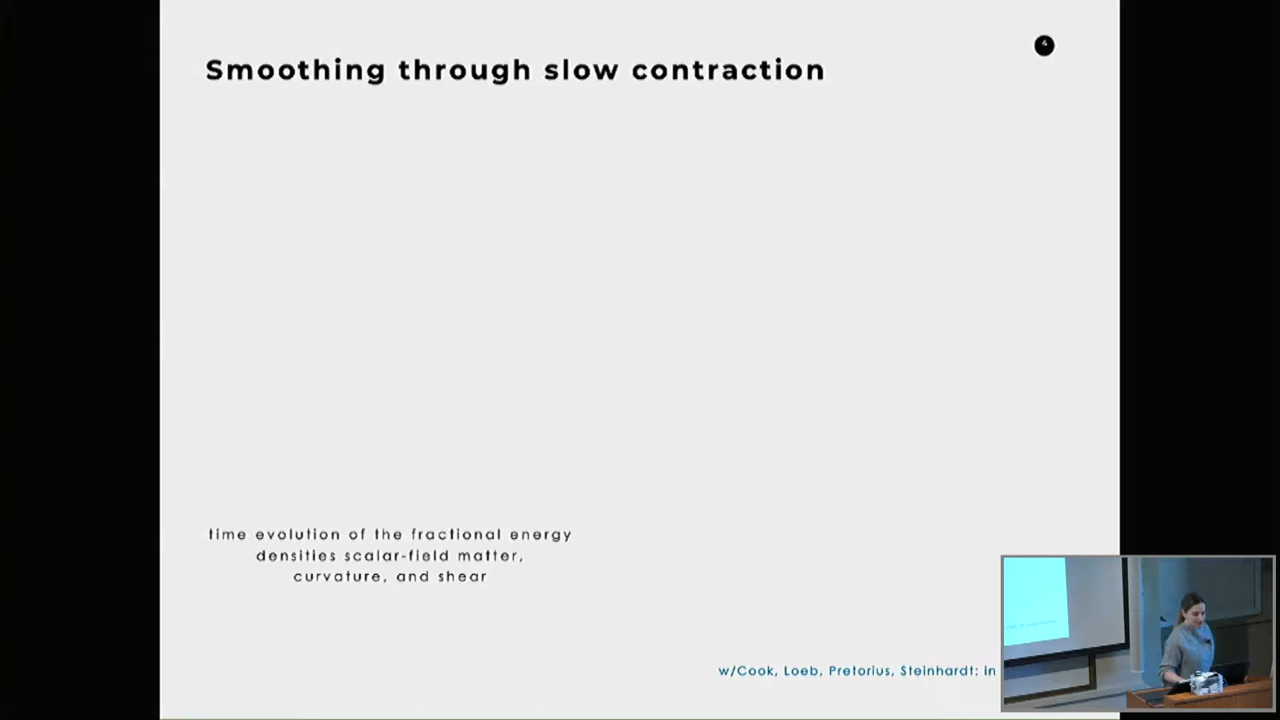 Smoothing through slow contraction
4
time evolution of the fractional energy
densities scalar-field matter,
curvature, and shear
w/Cook, Loeb, Pretorius, Steinhardt: in